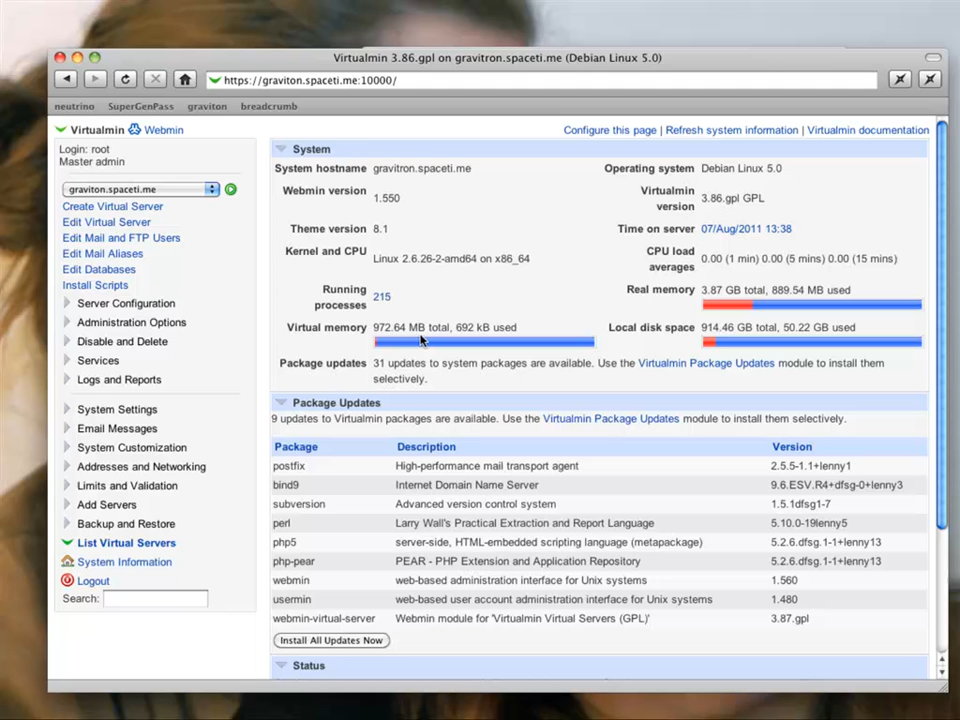 Virtualmin 3.86.gpl on gravitron.spaceti.me (Debian Linux 5.0)
https://graviton.spaceti.me:10000/
neutrino SuperGenPass graviton breadcrumb
Virtualmin Webmin
Configure this page | Refresh system information | Virtualmin documentation
Login: root
Master admin
graviton.spaceti.me
Create Virtual Server
Edit Virtual Server
Edit Mail and FTP Users
Edit Mail Aliases
Edit Databases
Install Scripts
Server Configuration
Administration Options
Disable and Delete
Services
Logs and Reports
System Settings
Email Messages
System Customization
Addresses and Networking
Limits and Validation
Add Servers
Backup and Restore
List Virtual Servers
System Information
Logout
Search:
System
System hostname gravitron.spaceti.me Operating system Debian Linux 5.0
Webmin version 1.550 Virtualmin version 3.86.gpl GPL
Theme version 8.1 Time on server 07/Aug/2011 13:38
Kernel and CPU Linux 2.6.26-2-amd64 on x86_64 CPU load averages 0.00 (1 min) 0.00 (5 mins) 0.00 (15 mins)
Running processes 215 Real memory 3.87 GB total, 889.54 MB used
Virtual memory 972.64 MB total, 692 kB used Local disk space 914.46 GB total, 50.22 GB used
Package updates 31 updates to system packages are available. Use the Virtualmin Package Updates module to install them
selectively.
Package Updates
9 updates to Virtualmin packages are available. Use the Virtualmin Package Updates module to install them selectively.
Package Description Version
postfix High-performance mail transport agent 2.5.5-1.1+lenny1
bind9 Internet Domain Name Server 9.6.ESV.R4+dfsg-0+lenny3
subversion Advanced version control system 1.5.1dfsg1-7
perl Larry Wall's Practical Extraction and Report Language 5.10.0-19lenny5
php5 server-side, HTML-embedded scripting language (metapackage) 5.2.6.dfsg.1-1+lenny13
php-pear PEAR - PHP Extension and Application Repository 5.2.6.dfsg.1-1+lenny13
webmin web-based administration interface for Unix systems 1.560
usermin web-based user account administration interface for Unix systems 1.480
webmin-virtual-server Webmin module for 'Virtualmin Virtual Servers (GPL)' 3.87.gpl
Install All Updates Now
Status